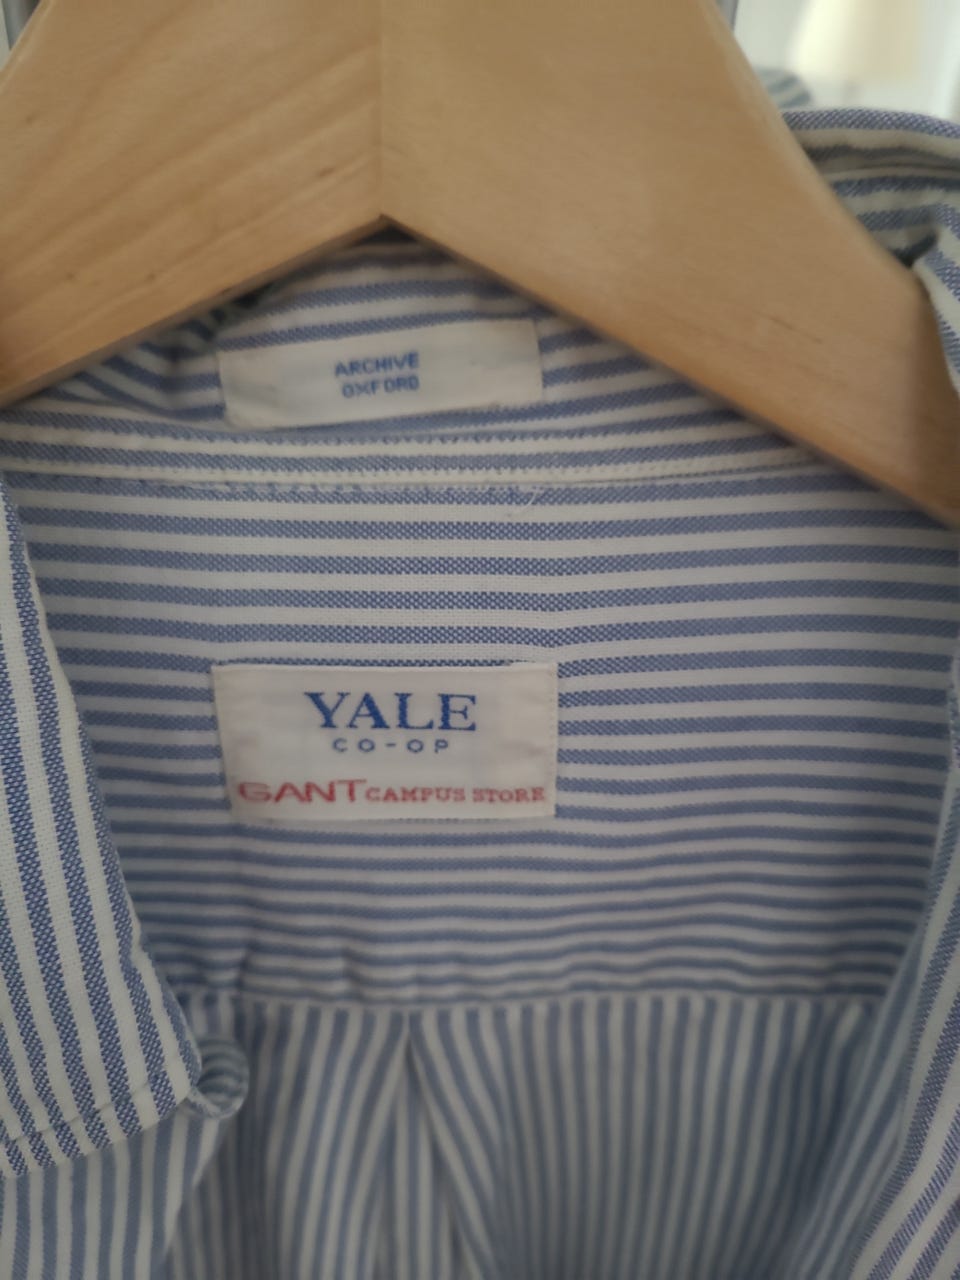 ARCHIVE
OXFORD
YALE
CO-OP
GANT CAMPUS STORE